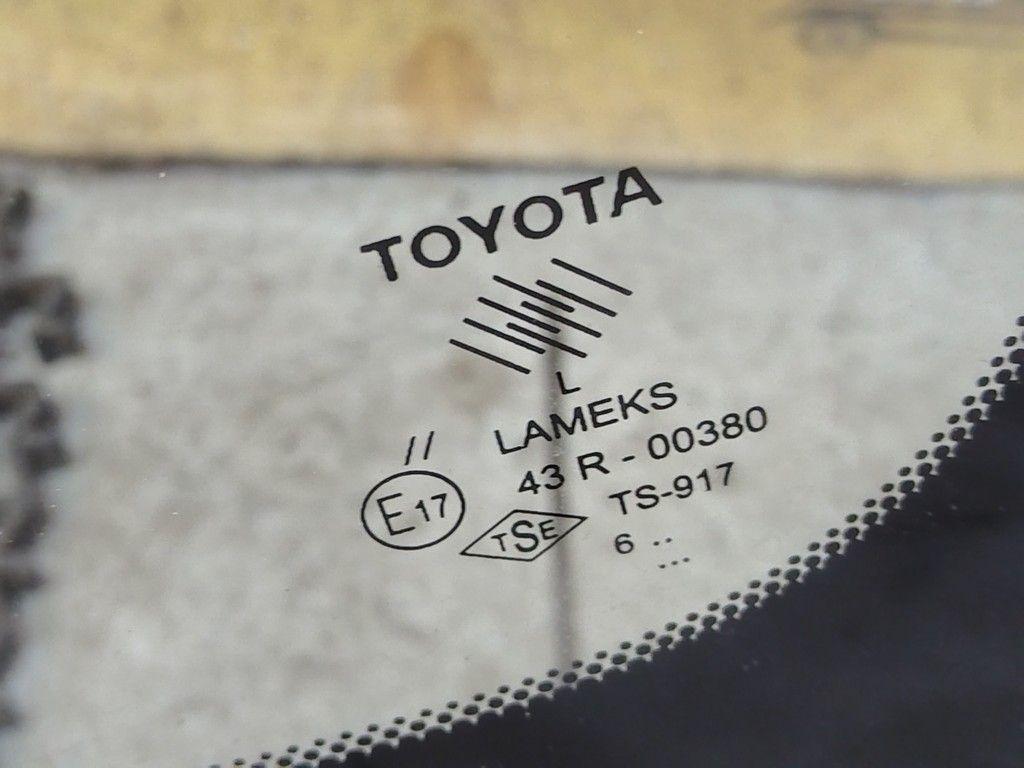 TOYOTA
L
LAMEKS
//
E17
43 R - 00380
TSE
TS-917
6 ..
...